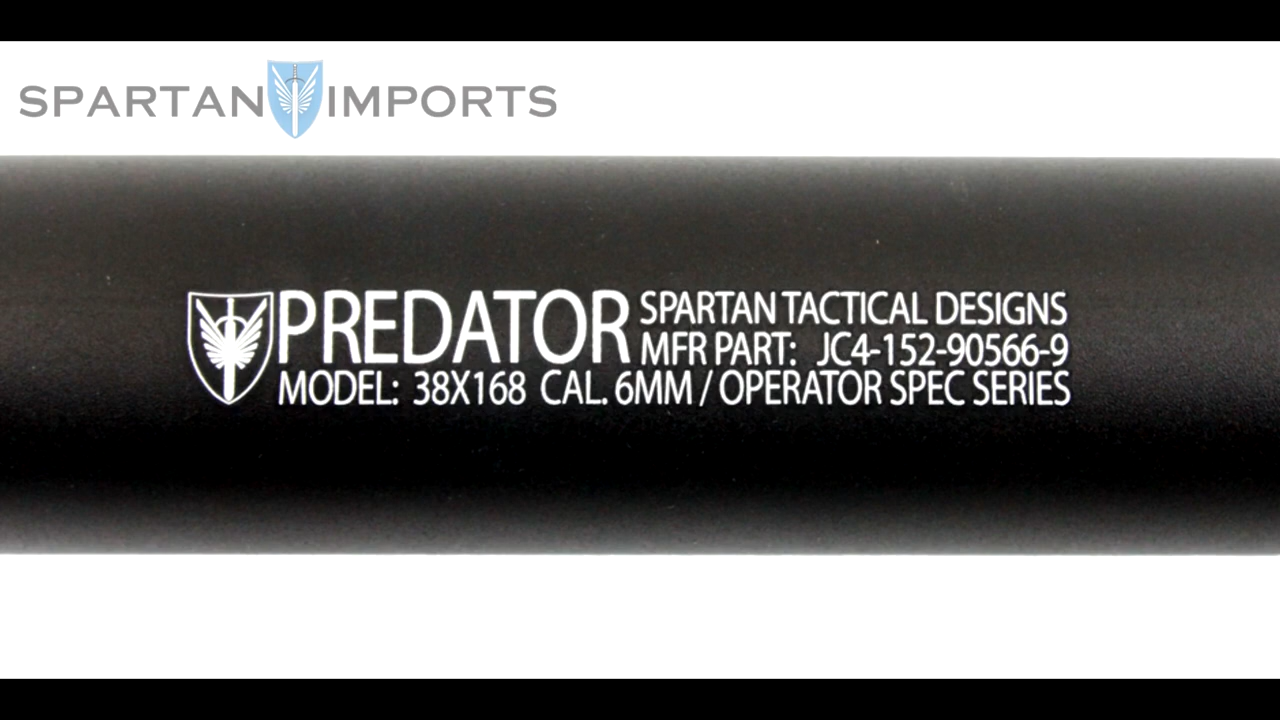 SPARTAN IMPORTS
PREDATOR
SPARTAN TACTICAL DESIGNS
MFR PART: JC4-152-90566-9
MODEL: 38X168 CAL. 6MM / OPERATOR SPEC SERIES